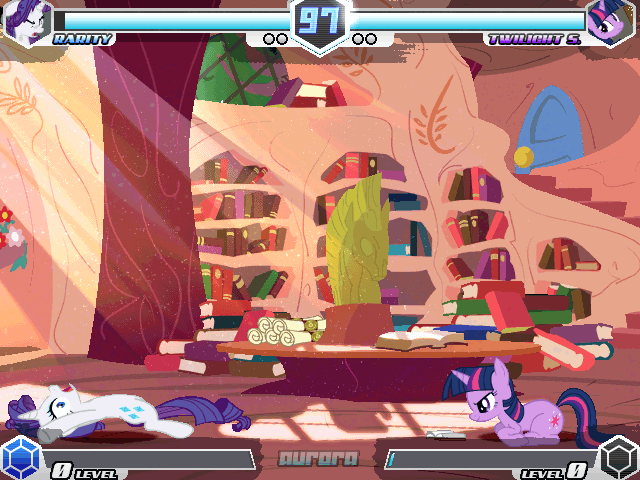 97
RARITY
TWILIGHT S.
0 LEVEL
aurora
LEVEL 0